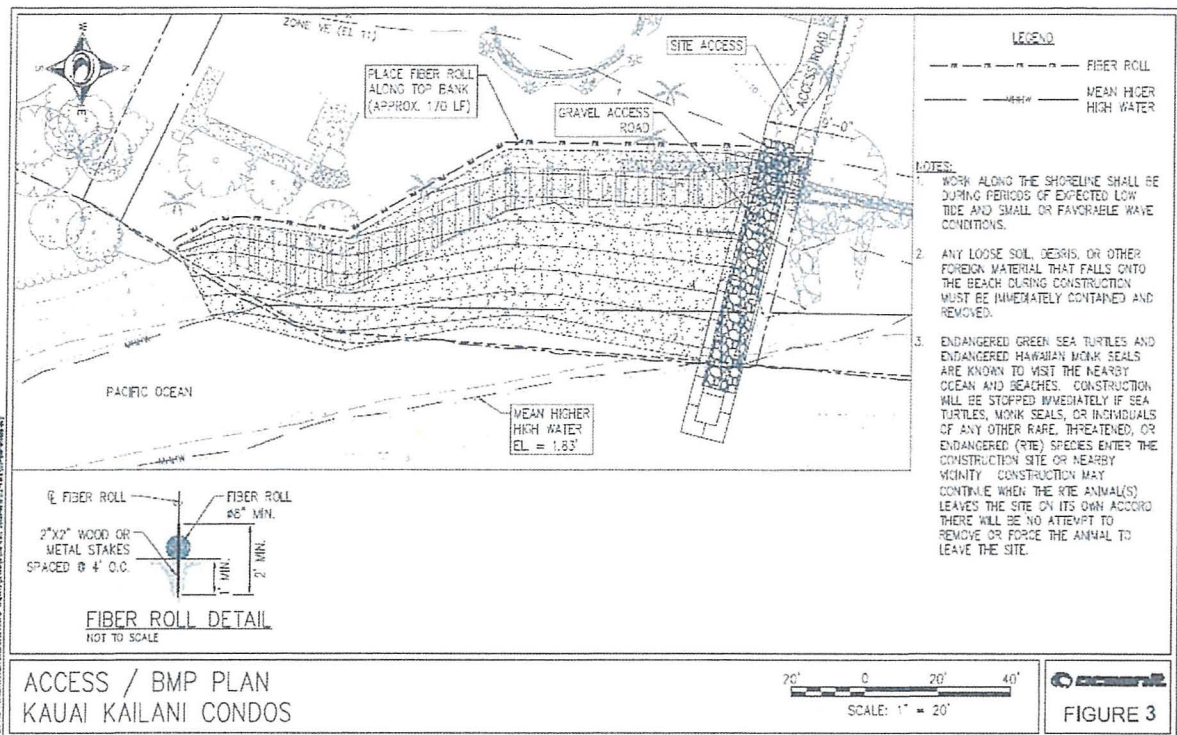 ZONE VE (EL 11)
W
S
N
E
PLACE FIBER ROLL
ALONG TOP BANK
(APPROX. 170 LF)
SITE ACCESS
GRAVEL ACCESS
ROAD
ACCESS ROAD
PACIFIC OCEAN
MHHW
MHHW
MEAN HIGHER
HIGH WATER
EL = 1.83'
LEGEND
FIBER ROLL
MHHW
MEAN HIGER
HIGH WATER
NOTES:
1. WORK ALONG THE SHORELINE SHALL BE
DURING PERIODS OF EXPECTED LOW
TIDE AND SMALL OR FAVORABLE WAVE
CONDITIONS.
2. ANY LOOSE SOIL, DEBRIS, OR OTHER
FOREIGN MATERIAL THAT FALLS ONTO
THE BEACH DURING CONSTRUCTION
MUST BE IMMEDIATELY CONTAINED AND
REMOVED.
3. ENDANGERED GREEN SEA TURTLES AND
ENDANGERED HAWAIIAN MONK SEALS
ARE KNOWN TO VISIT THE NEARBY
OCEAN AND BEACHES. CONSTRUCTION
WILL BE STOPPED IMMEDIATELY IF SEA
TURTLES, MONK SEALS, OR INDIVIDUALS
OF ANY OTHER RARE, THREATENED, OR
ENDANGERED (RTE) SPECIES ENTER THE
CONSTRUCTION SITE OR NEARBY
VICINITY CONSTRUCTION MAY
CONTINUE WHEN THE RTE ANIMAL(S)
LEAVES THE SITE ON ITS OWN ACCORD
THERE WILL BE NO ATTEMPT TO
REMOVE OR FORCE THE ANIMAL TO
LEAVE THE SITE.
℄ FIBER ROLL
FIBER ROLL
ø8" MIN.
2"X2" WOOD OR
METAL STAKES
SPACED @ 4' O.C.
1' MIN.
2' MIN.
FIBER ROLL DETAIL
NOT TO SCALE
ACCESS / BMP PLAN
KAUAI KAILANI CONDOS
20' 0 20' 40'
SCALE: 1" = 20'
oceanit
FIGURE 3